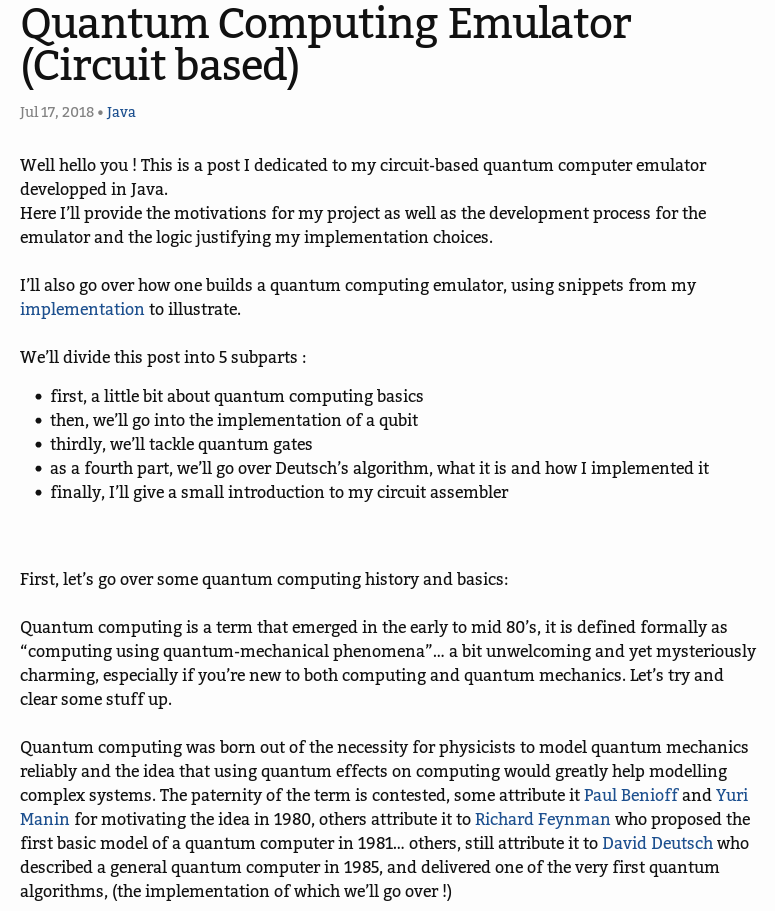 Quantum Computing Emulator
(Circuit based)
Jul 17, 2018 • Java
Well hello you ! This is a post I dedicated to my circuit-based quantum computer emulator
developped in Java.
Here I’ll provide the motivations for my project as well as the development process for the
emulator and the logic justifying my implementation choices.
I’ll also go over how one builds a quantum computing emulator, using snippets from my
implementation to illustrate.
We’ll divide this post into 5 subparts :
• first, a little bit about quantum computing basics
• then, we’ll go into the implementation of a qubit
• thirdly, we’ll tackle quantum gates
• as a fourth part, we’ll go over Deutsch’s algorithm, what it is and how I implemented it
• finally, I’ll give a small introduction to my circuit assembler
First, let’s go over some quantum computing history and basics:
Quantum computing is a term that emerged in the early to mid 80’s, it is defined formally as
“computing using quantum-mechanical phenomena”... a bit unwelcoming and yet mysteriously
charming, especially if you’re new to both computing and quantum mechanics. Let’s try and
clear some stuff up.
Quantum computing was born out of the necessity for physicists to model quantum mechanics
reliably and the idea that using quantum effects on computing would greatly help modelling
complex systems. The paternity of the term is contested, some attribute it Paul Benioff and Yuri
Manin for motivating the idea in 1980, others attribute it to Richard Feynman who proposed the
first basic model of a quantum computer in 1981... others, still attribute it to David Deutsch who
described a general quantum computer in 1985, and delivered one of the very first quantum
algorithms, (the implementation of which we’ll go over !)